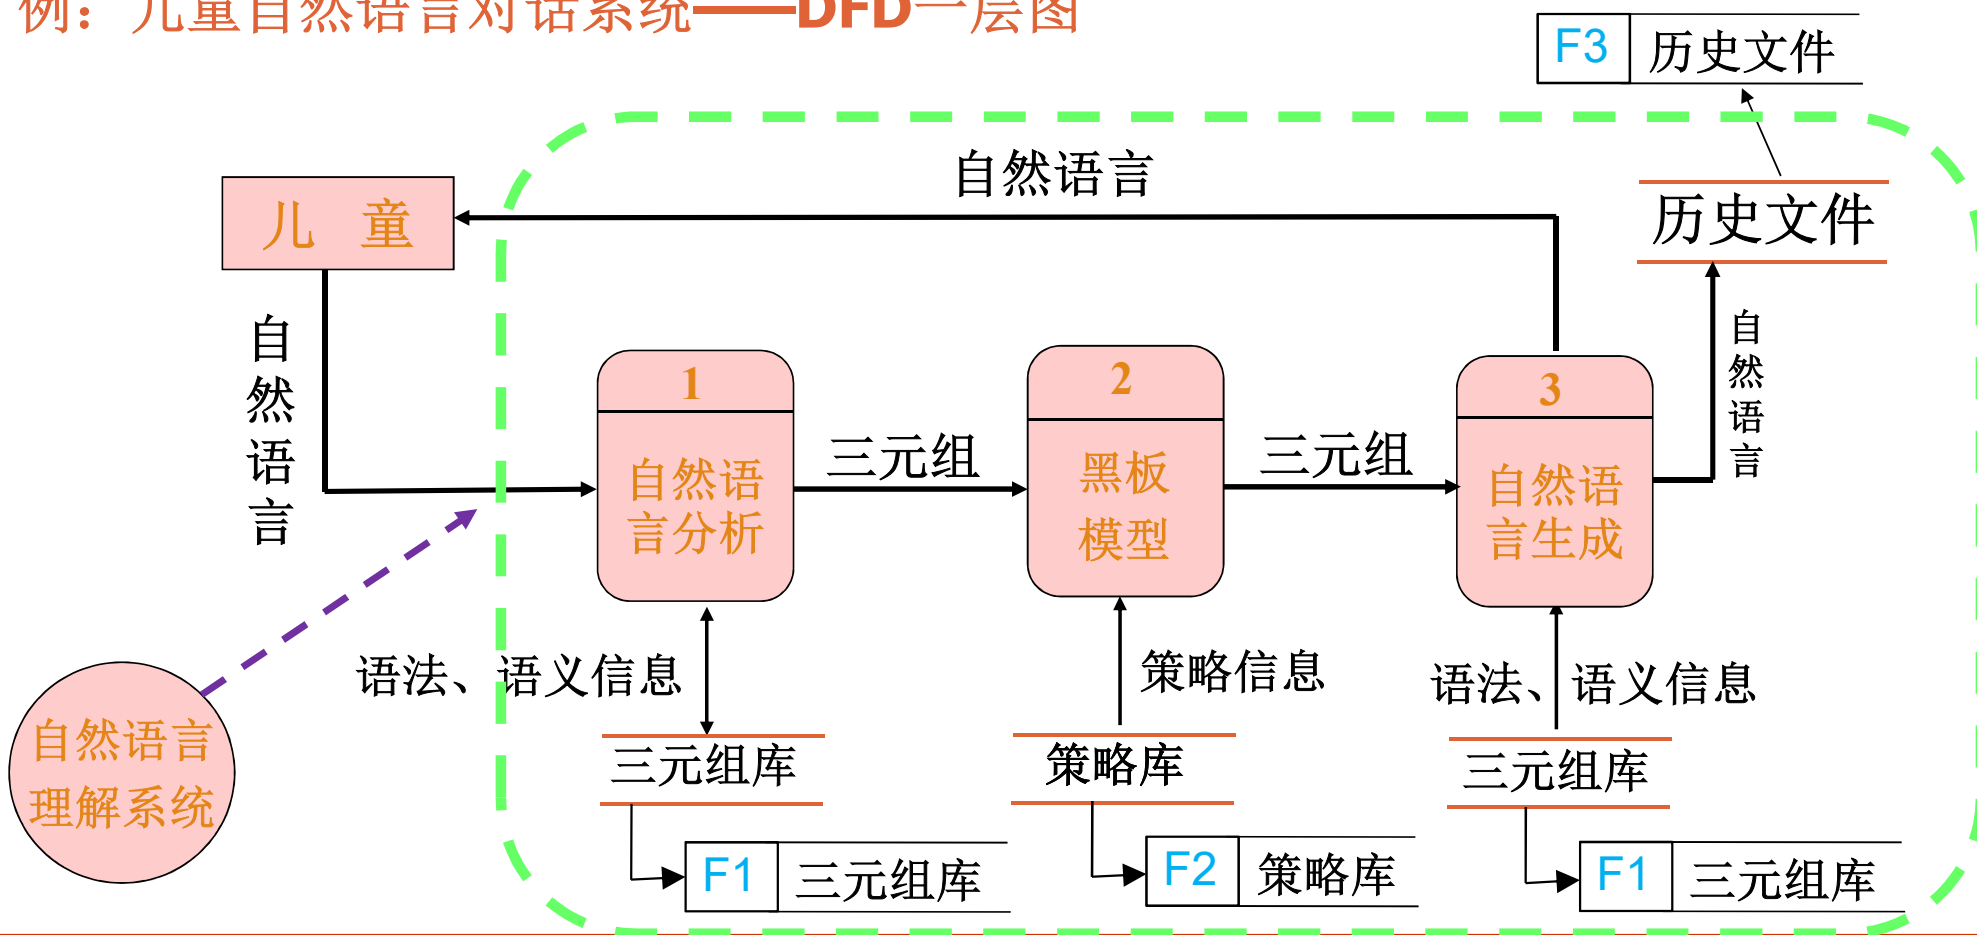 例：儿童自然语言对话系统——DFD一层图
F3 历史文件
自然语言
历史文件
儿 童
自然语言
自然语言
1
自然语
言分析
三元组
2
黑板
模型
三元组
3
自然语
言生成
语法、语义信息
策略信息
语法、语义信息
自然语言
理解系统
三元组库
策略库
三元组库
F1 三元组库
F2 策略库
F1 三元组库